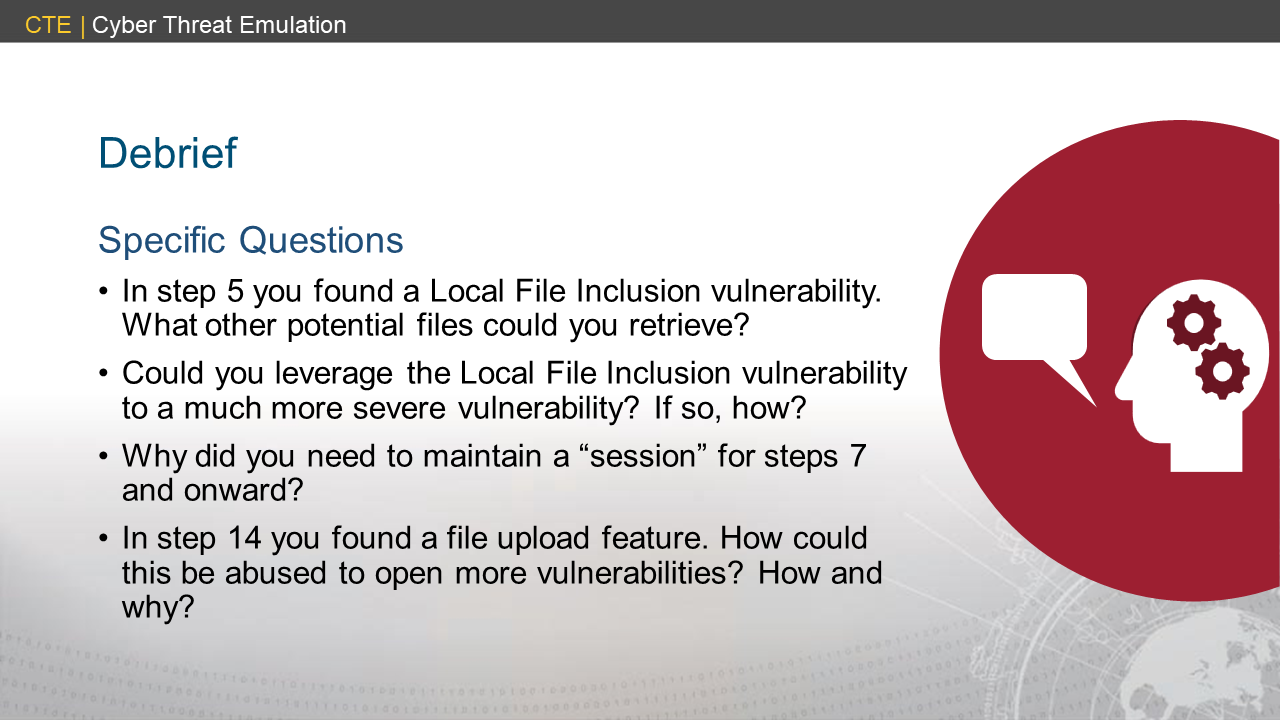 CTE | Cyber Threat Emulation
Debrief
Specific Questions
• In step 5 you found a Local File Inclusion vulnerability.
What other potential files could you retrieve?
• Could you leverage the Local File Inclusion vulnerability
to a much more severe vulnerability? If so, how?
• Why did you need to maintain a “session” for steps 7
and onward?
• In step 14 you found a file upload feature. How could
this be abused to open more vulnerabilities? How and
why?